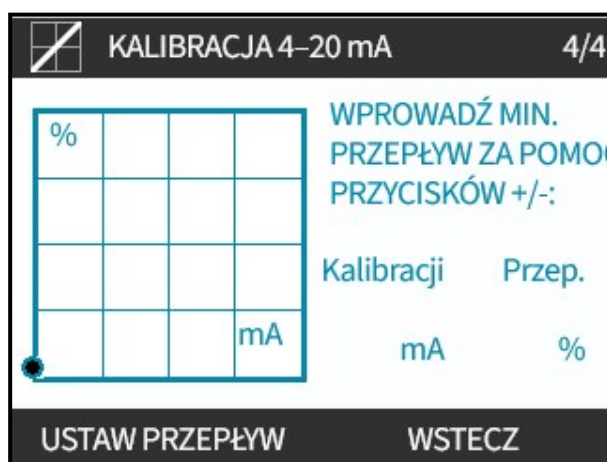 KALIBRACJA 4–20 mA 4/4
%
WPROWADŹ MIN.
PRZEPŁYW ZA POMOC
PRZYCISKÓW +/-:
Kalibracji Przep.
mA
mA %
USTAW PRZEPŁYW WSTECZ